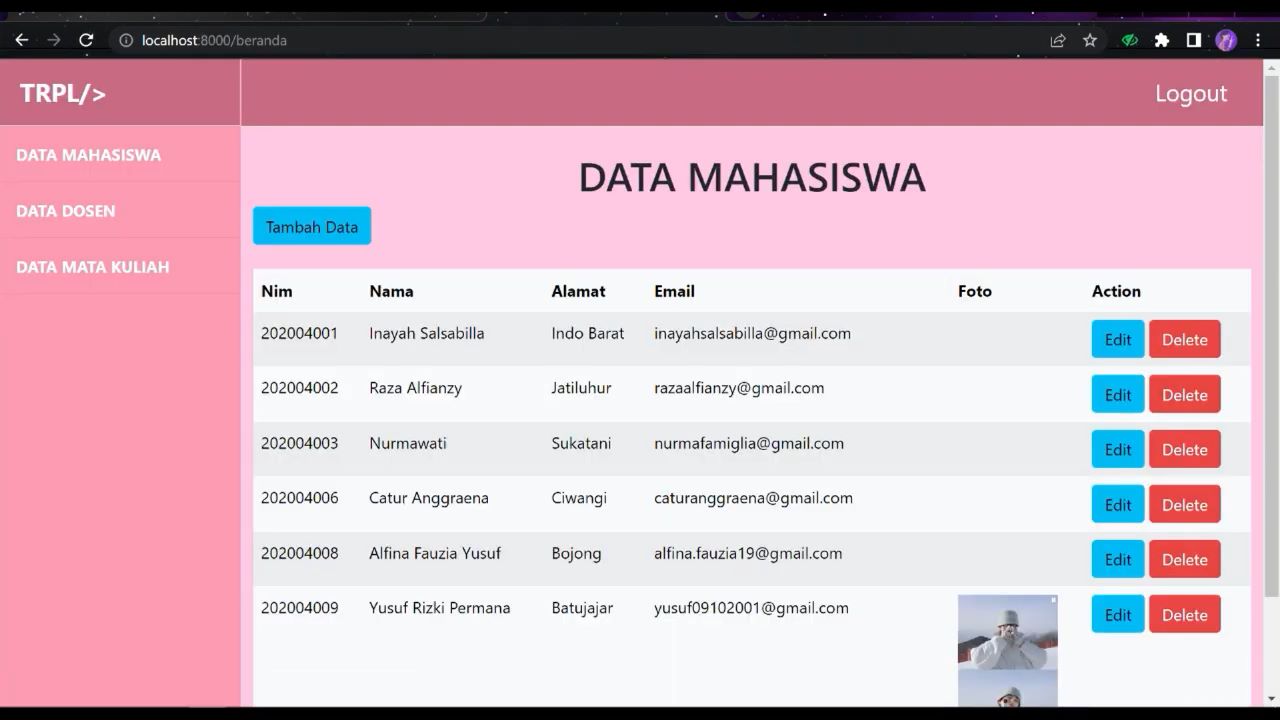 localhost:8000/beranda
TRPL/>
Logout
DATA MAHASISWA
DATA DOSEN
DATA MATA KULIAH
DATA MAHASISWA
Tambah Data
Nim Nama Alamat Email Foto Action
202004001 Inayah Salsabilla Indo Barat inayahsalsabilla@gmail.com Edit Delete
202004002 Raza Alfianzy Jatiluhur razaalfianzy@gmail.com Edit Delete
202004003 Nurmawati Sukatani nurmafamiglia@gmail.com Edit Delete
202004006 Catur Anggraena Ciwangi caturanggraena@gmail.com Edit Delete
202004008 Alfina Fauzia Yusuf Bojong alfina.fauzia19@gmail.com Edit Delete
202004009 Yusuf Rizki Permana Batujajar yusuf09102001@gmail.com Edit Delete